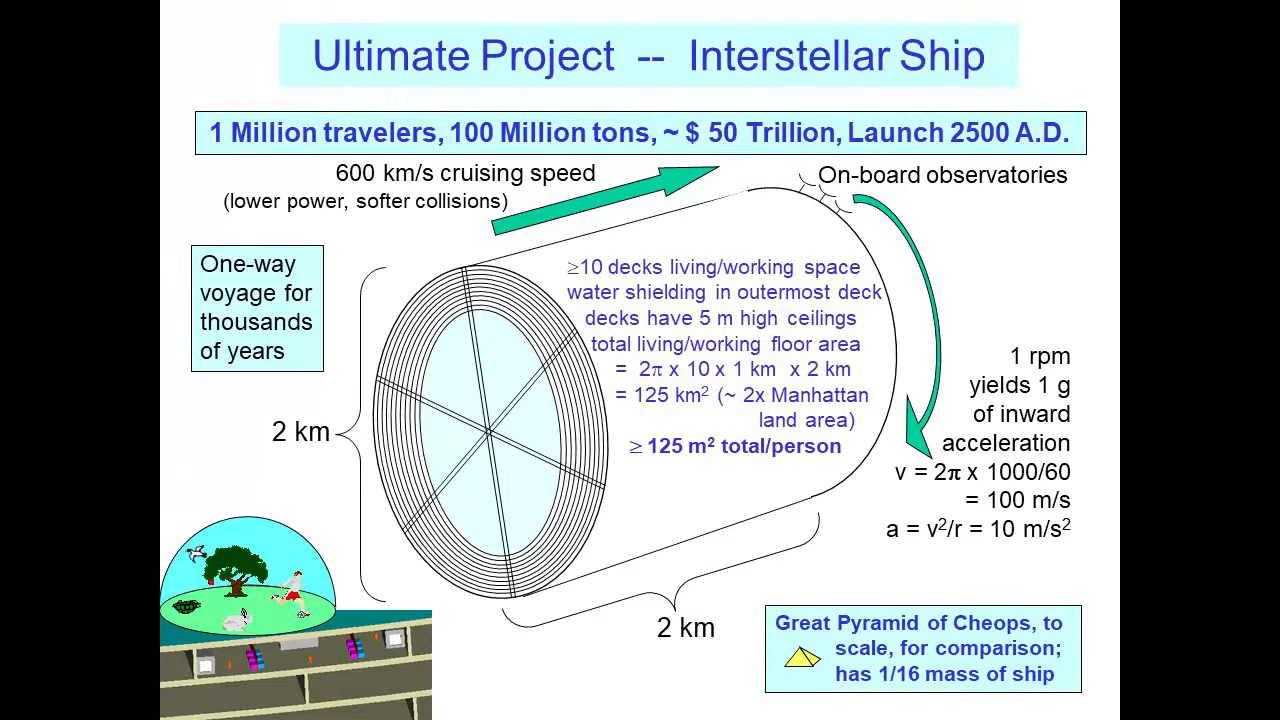 Ultimate Project -- Interstellar Ship
1 Million travelers, 100 Million tons, ~ $ 50 Trillion, Launch 2500 A.D.
600 km/s cruising speed
(lower power, softer collisions)
On-board observatories
One-way
voyage for
thousands
of years
≥10 decks living/working space
water shielding in outermost deck
decks have 5 m high ceilings
total living/working floor area
= 2π x 10 x 1 km x 2 km
= 125 km² (~ 2x Manhattan
land area)
≥ 125 m² total/person
1 rpm
yields 1 g
of inward
acceleration
v = 2π x 1000/60
= 100 m/s
a = v²/r = 10 m/s²
2 km
2 km
Great Pyramid of Cheops, to
scale, for comparison;
has 1/16 mass of ship